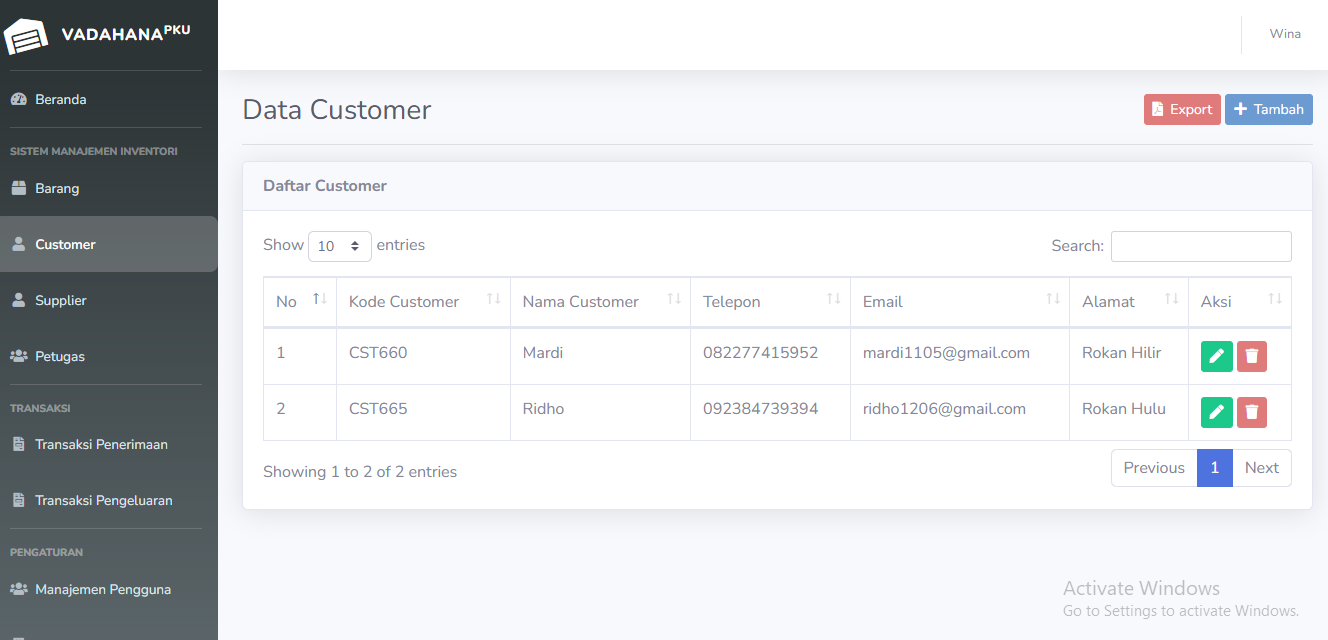 VADAHANA PKU
Wina
Beranda
SISTEM MANAJEMEN INVENTORI
Barang
Customer
Supplier
Petugas
TRANSAKSI
Transaksi Penerimaan
Transaksi Pengeluaran
PENGATURAN
Manajemen Pengguna
Data Customer
Export
Tambah
Daftar Customer
Show 10 entries
Search:
No Kode Customer Nama Customer Telepon Email Alamat Aksi
1 CST660 Mardi 082277415952 mardi1105@gmail.com Rokan Hilir
2 CST665 Ridho 092384739394 ridho1206@gmail.com Rokan Hulu
Showing 1 to 2 of 2 entries
Previous 1 Next
Activate Windows
Go to Settings to activate Windows.